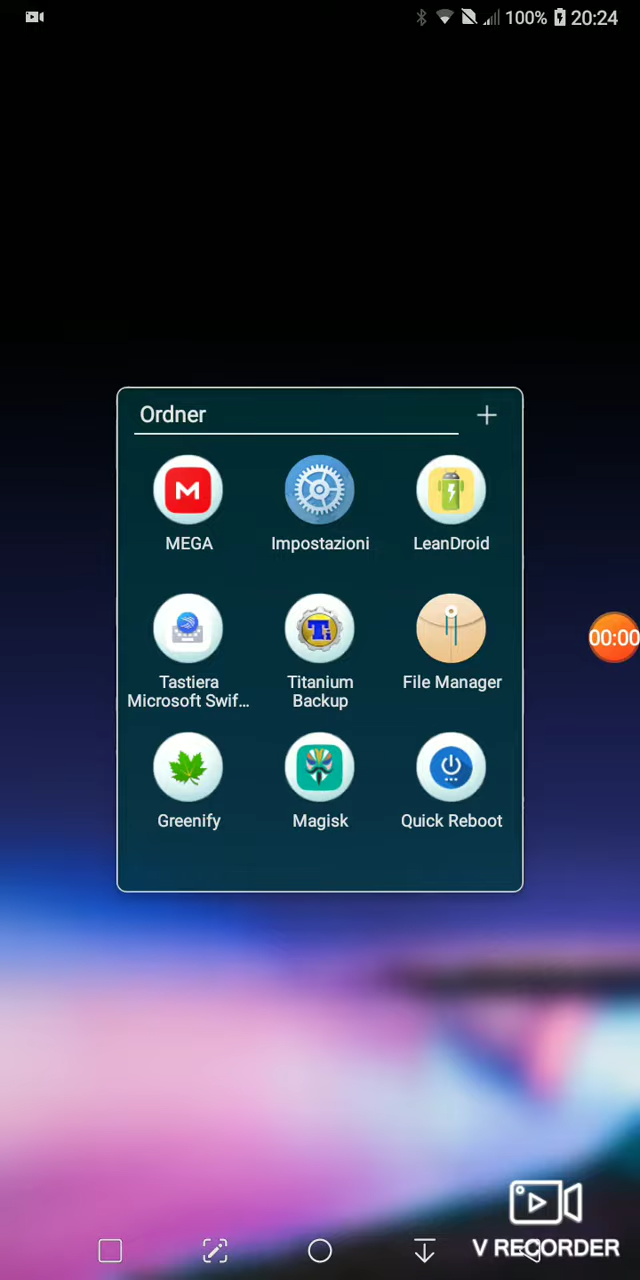 100% 20:24
Ordner
MEGA
Impostazioni
LeanDroid
00:00
Tastiera
Microsoft Swif...
Titanium
Backup
File Manager
Greenify
Magisk
Quick Reboot
V RECORDER